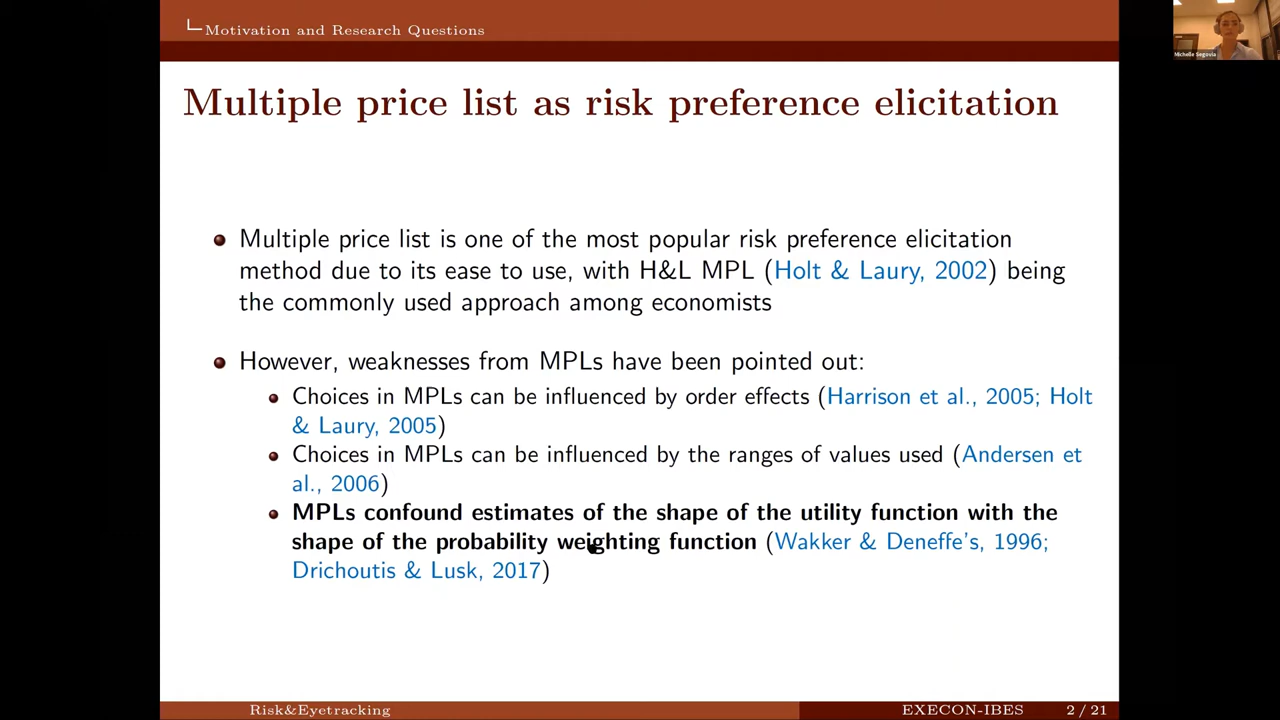 Motivation and Research Questions
Michelle Segovia
Multiple price list as risk preference elicitation
Multiple price list is one of the most popular risk preference elicitation
method due to its ease to use, with H&L MPL (Holt & Laury, 2002) being
the commonly used approach among economists
However, weaknesses from MPLs have been pointed out:
Choices in MPLs can be influenced by order effects (Harrison et al., 2005; Holt
& Laury, 2005)
Choices in MPLs can be influenced by the ranges of values used (Andersen et
al., 2006)
MPLs confound estimates of the shape of the utility function with the
shape of the probability weighting function (Wakker & Deneffe's, 1996;
Drichoutis & Lusk, 2017)
Risk&Eyetracking
EXECON-IBES
2 / 21